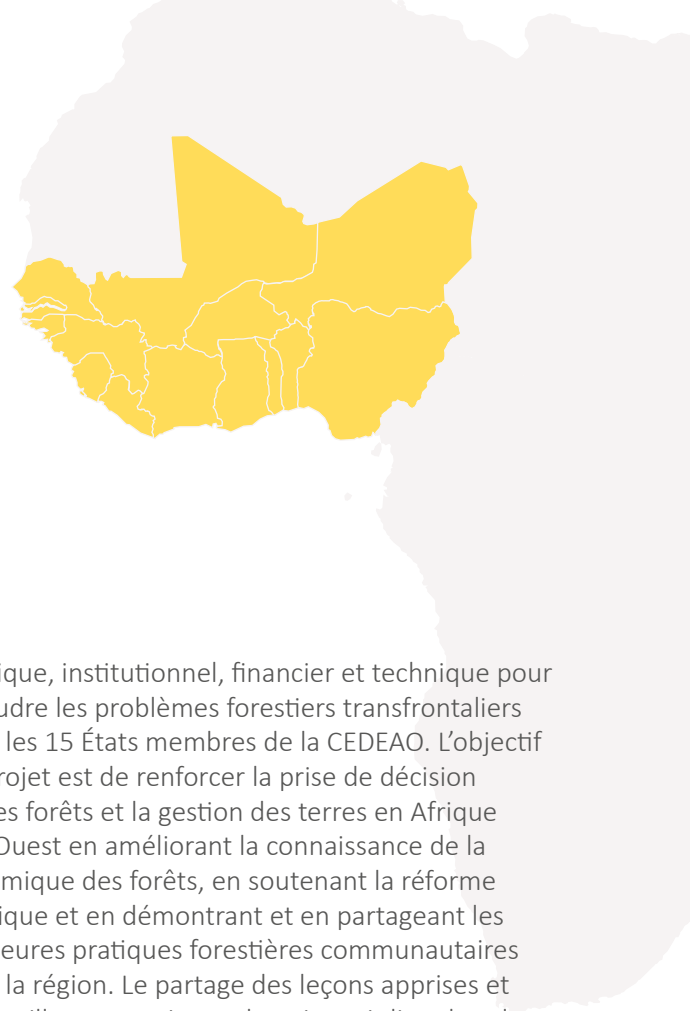 ique, institutionnel, financier et technique pour
udre les problèmes forestiers transfrontaliers
les 15 États membres de la CEDEAO. L’objectif
rojet est de renforcer la prise de décision
es forêts et la gestion des terres en Afrique
Ouest en améliorant la connaissance de la
mique des forêts, en soutenant la réforme
ique et en démontrant et en partageant les
eures pratiques forestières communautaires
la région. Le partage des leçons apprises et